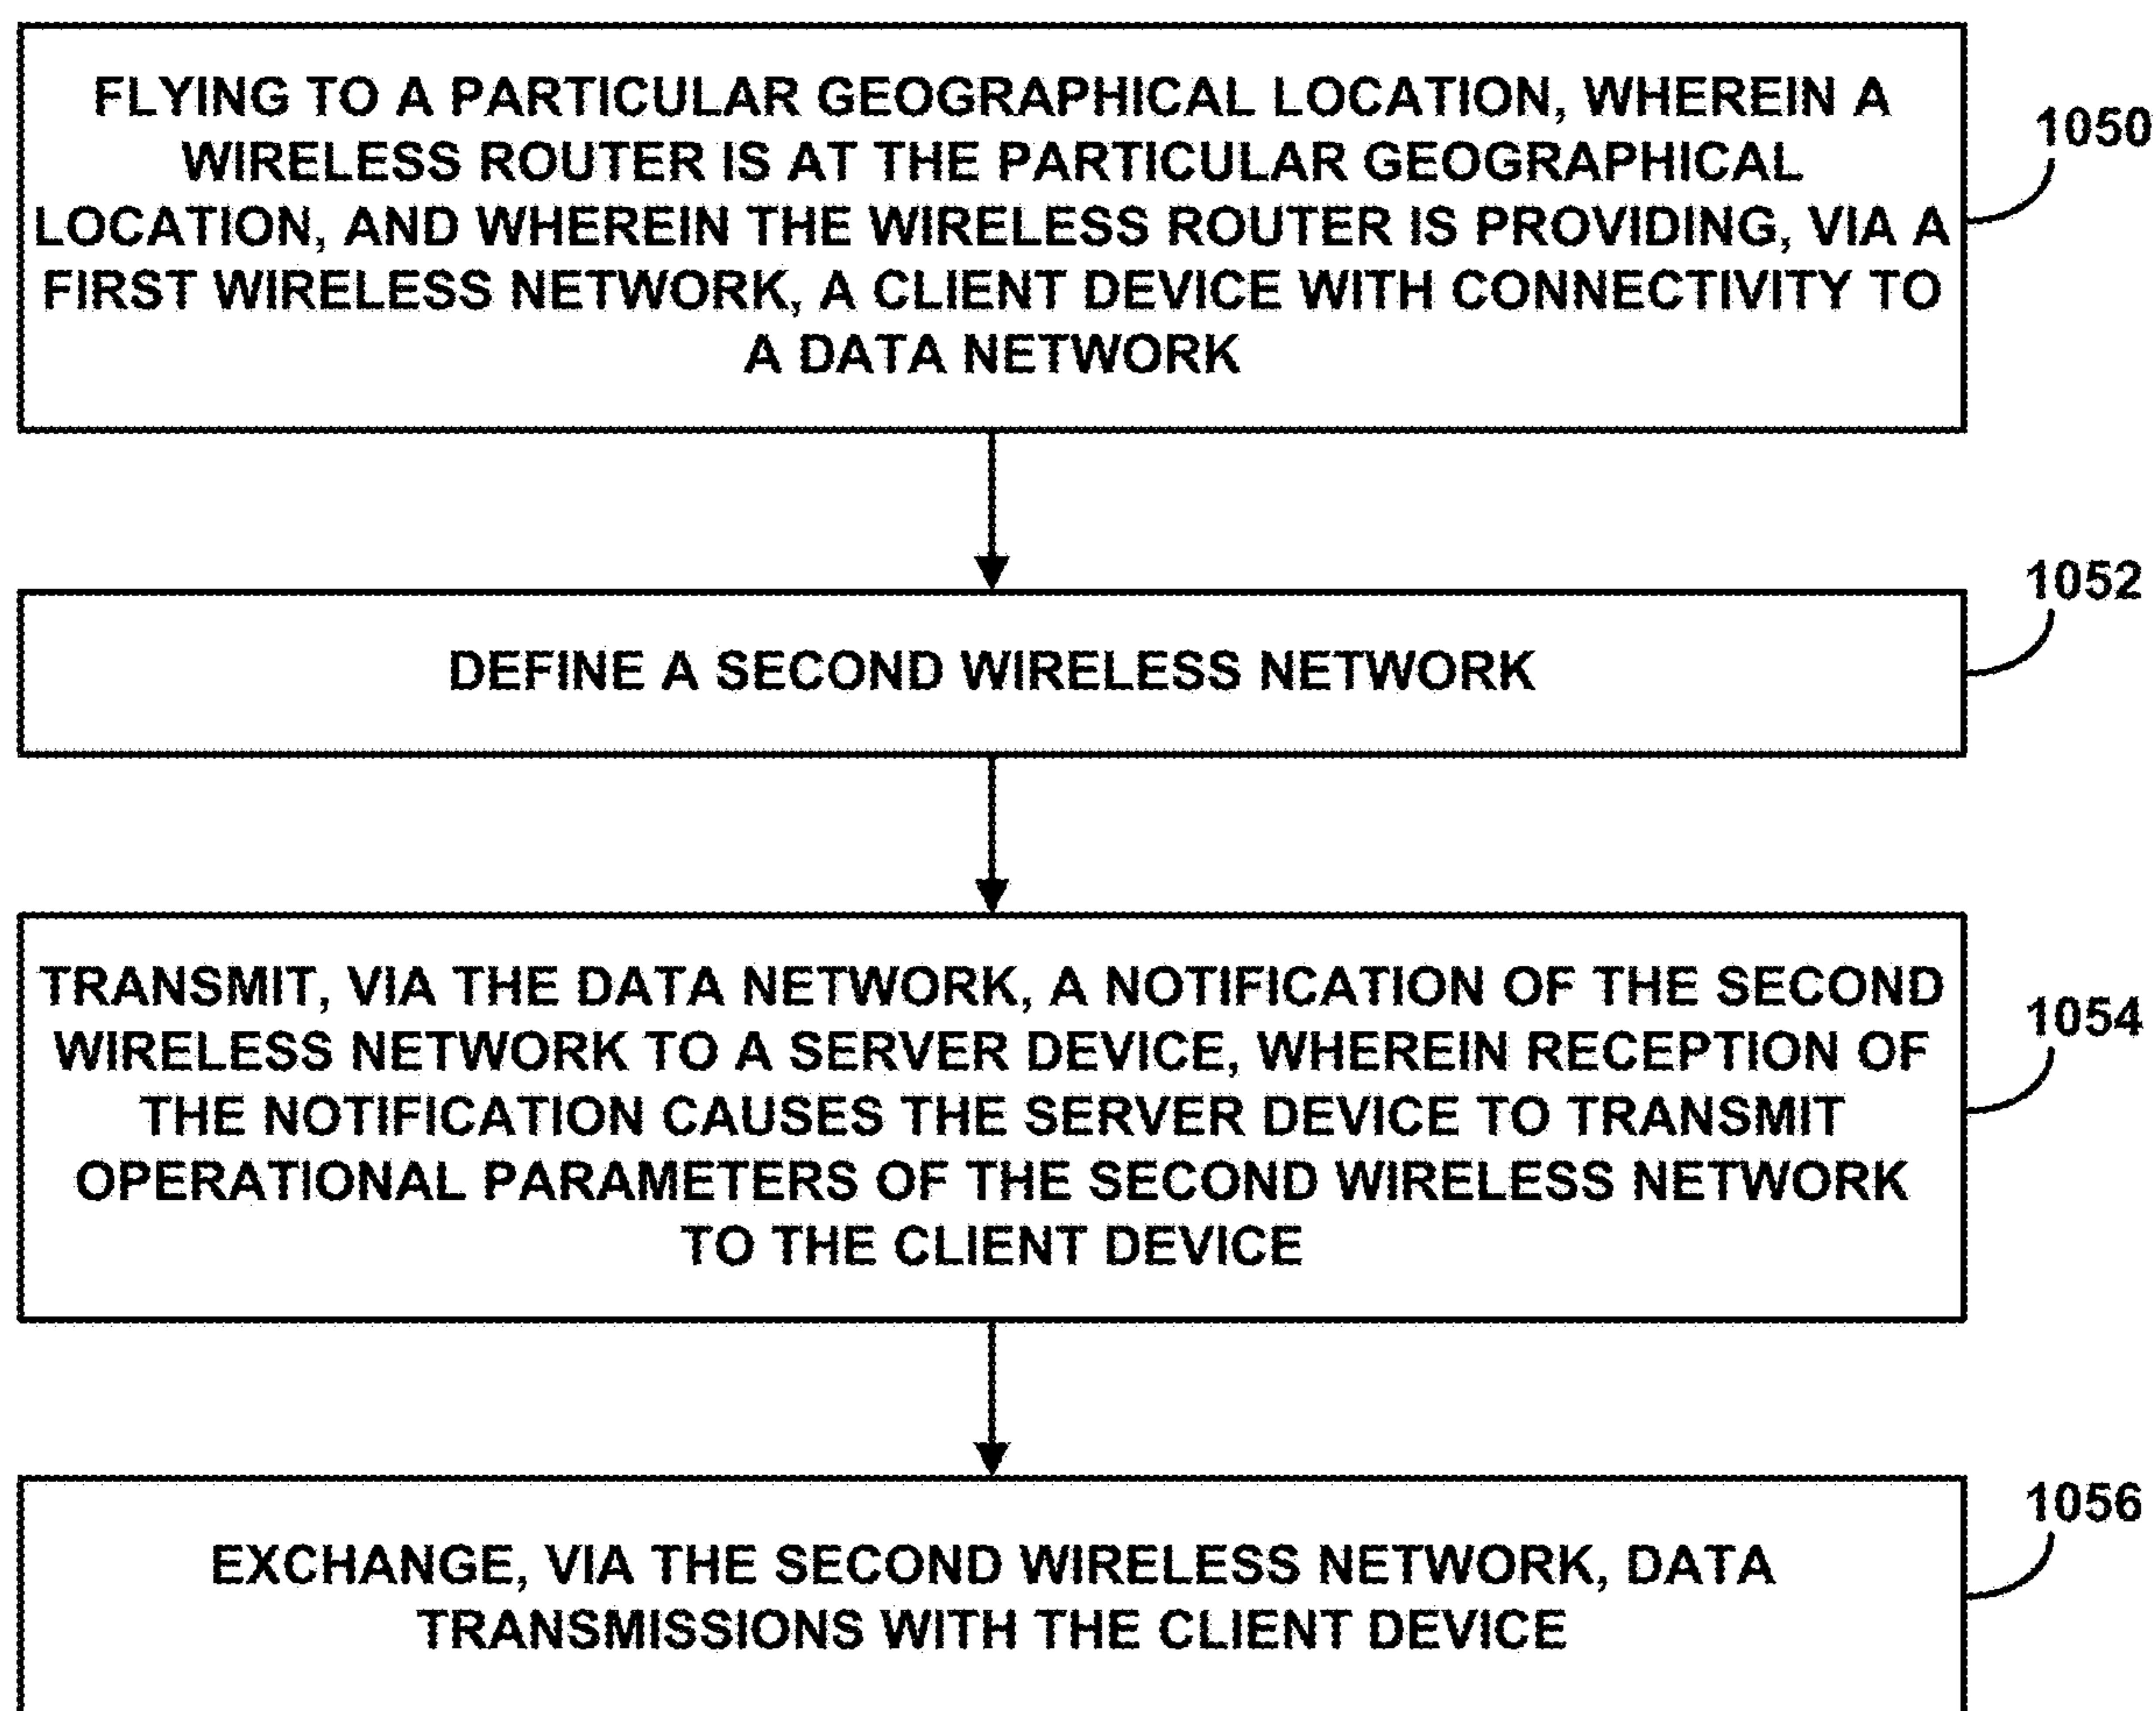 FLYING TO A PARTICULAR GEOGRAPHICAL LOCATION, WHEREIN A
WIRELESS ROUTER IS AT THE PARTICULAR GEOGRAPHICAL
LOCATION, AND WHEREIN THE WIRELESS ROUTER IS PROVIDING, VIA A
FIRST WIRELESS NETWORK, A CLIENT DEVICE WITH CONNECTIVITY TO
A DATA NETWORK
1050
1052
DEFINE A SECOND WIRELESS NETWORK
TRANSMIT, VIA THE DATA NETWORK, A NOTIFICATION OF THE SECOND
WIRELESS NETWORK TO A SERVER DEVICE, WHEREIN RECEPTION OF
THE NOTIFICATION CAUSES THE SERVER DEVICE TO TRANSMIT
OPERATIONAL PARAMETERS OF THE SECOND WIRELESS NETWORK
TO THE CLIENT DEVICE
1054
1056
EXCHANGE, VIA THE SECOND WIRELESS NETWORK, DATA
TRANSMISSIONS WITH THE CLIENT DEVICE